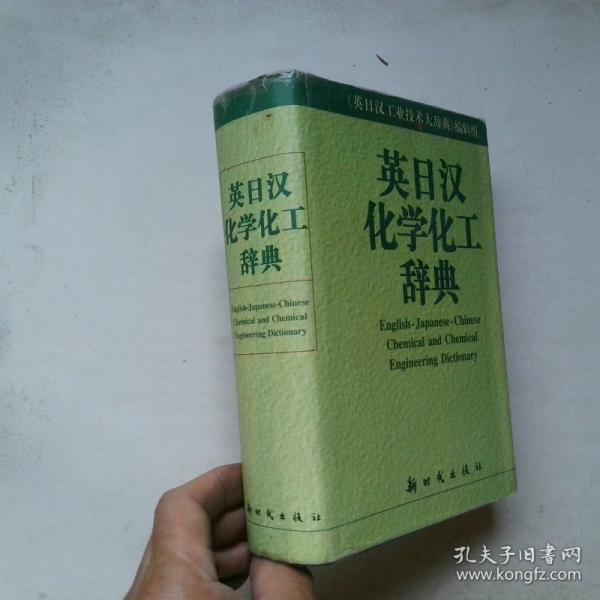 英日汉
化学化工
辞典
English-Japanese-Chinese
Chemical and Chemical
Engineering Dictionary
新时代出版社
《英日汉工业技术大辞典》编辑组
英日汉
化学化工
辞典
English-Japanese-Chinese
Chemical and Chemical
Engineering Dictionary
新时代出版社
孔夫子旧书网
www.kongfz.com